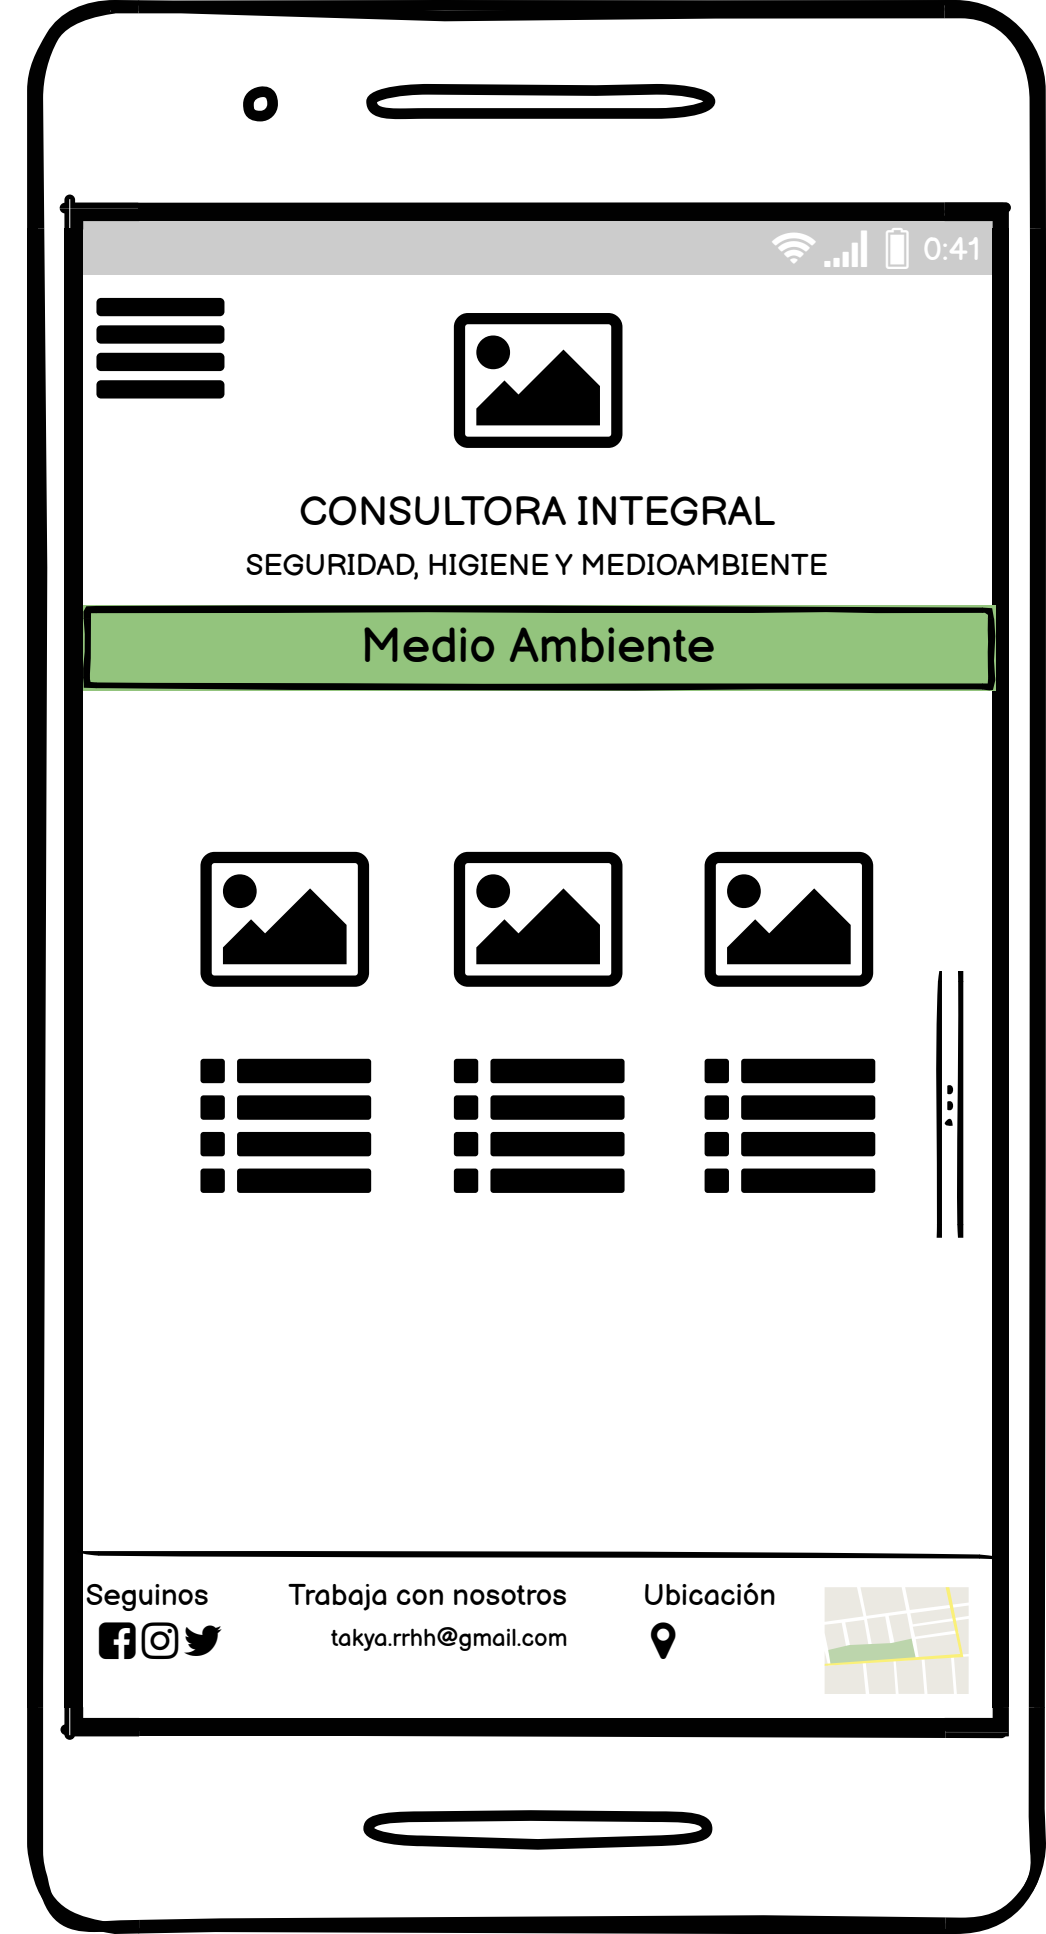 0:41
CONSULTORA INTEGRAL
SEGURIDAD, HIGIENE Y MEDIOAMBIENTE
Medio Ambiente
Seguinos
Trabaja con nosotros
Ubicación
takya.rrhh@gmail.com